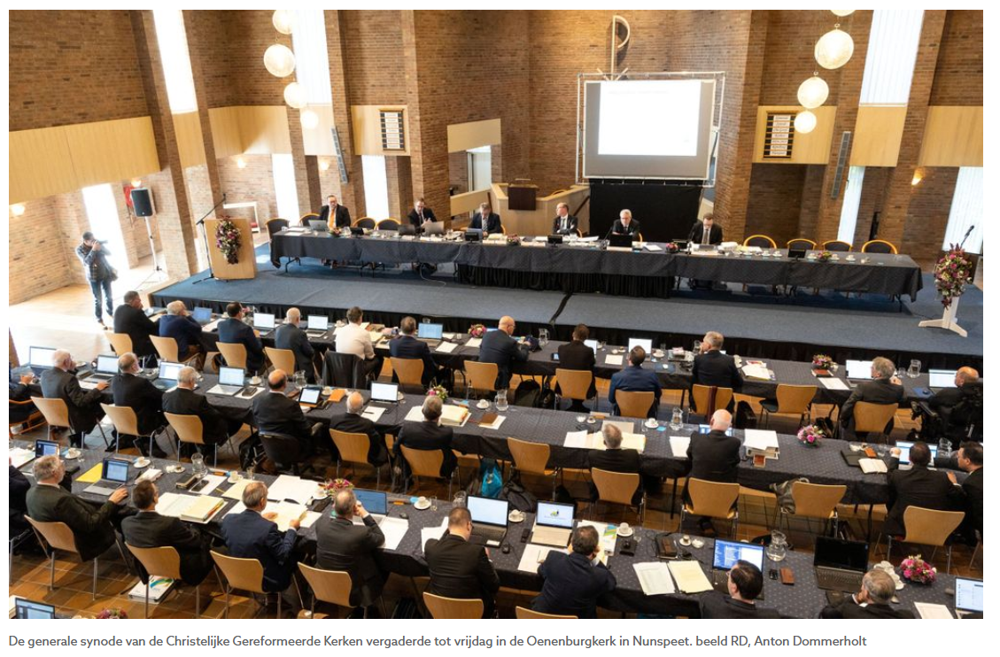 De generale synode van de Christelijke Gereformeerde Kerken vergaderde tot vrijdag in de Oenenburgkerk in Nunspeet. beeld RD, Anton Dommerholt